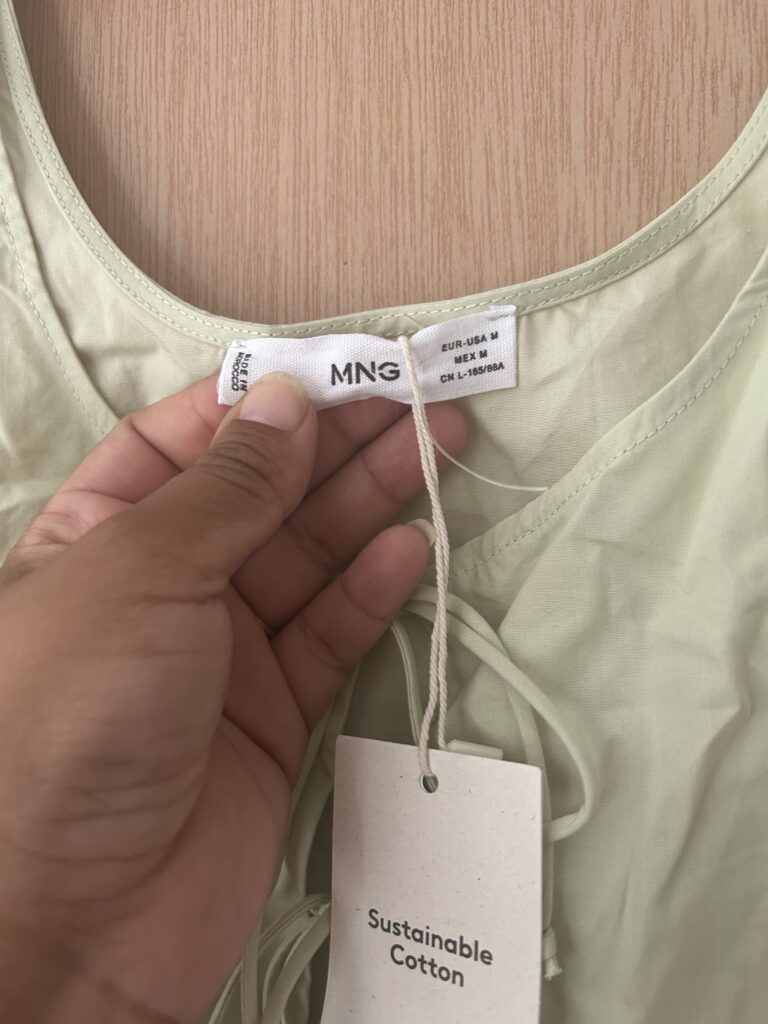 MADE IN
MOROCCO
MNG
EUR-USA M
MEX M
CN L-165/88A
Sustainable
Cotton